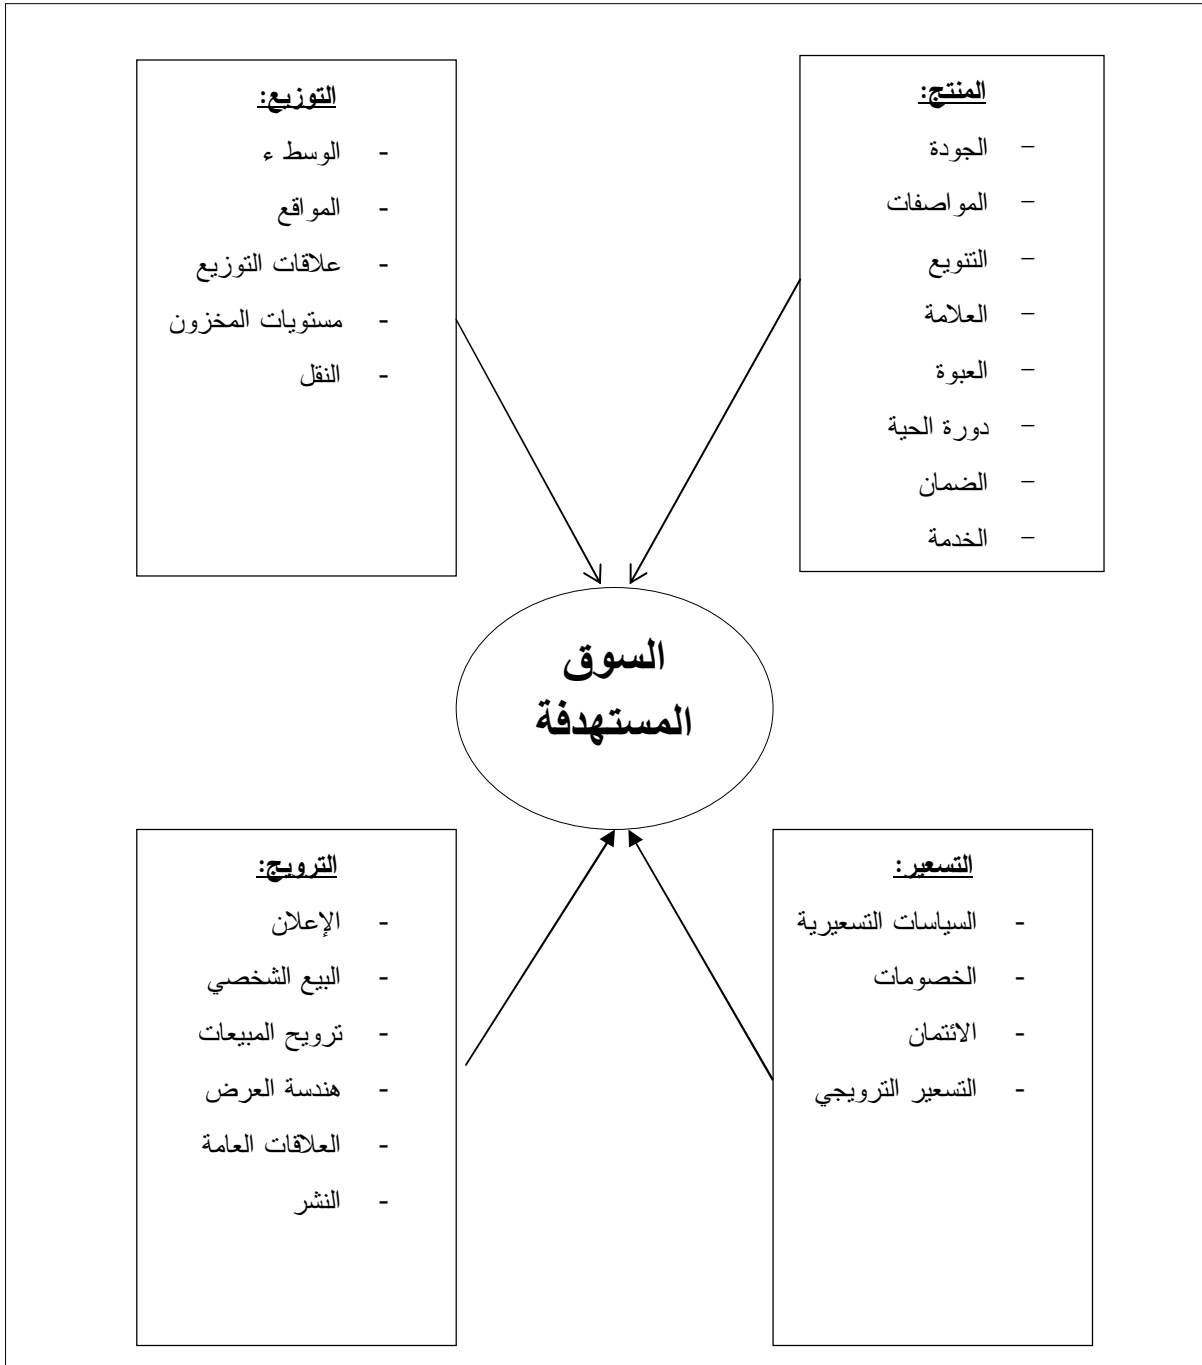 المنتج:
– الجودة
– المواصفات
– التنويع
– العلامة
– العبوة
– دورة الحية
– الضمان
– الخدمة
التوزيع:
- الوسط ء
- المواقع
- علاقات التوزيع
- مستويات المخزون
- النقل
السوق
المستهدفة
التسعير:
- السياسات التسعيرية
- الخصومات
- الائتمان
- التسعير الترويجي
الترويج:
- الإعلان
- البيع الشخصي
- ترويح المبيعات
- هندسة العرض
- العلاقات العامة
- النشر